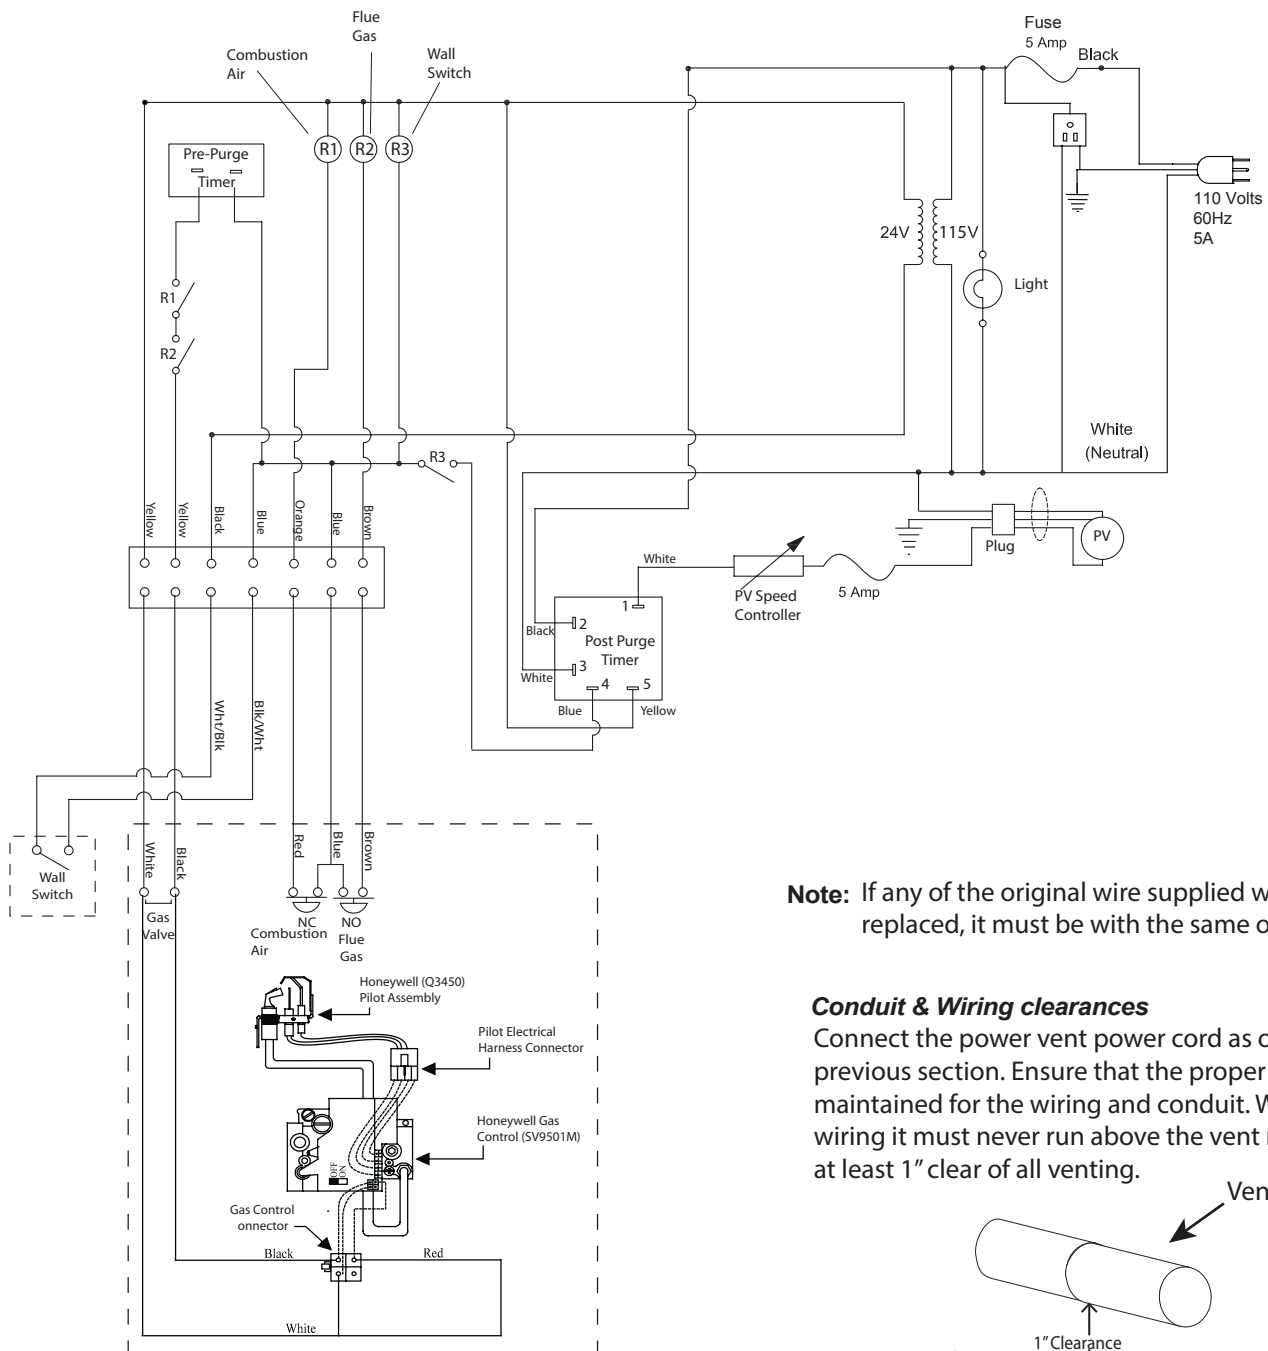 Flue
Gas
Combustion
Air
Wall
Switch
Fuse
5 Amp
Black
R1
R2
R3
Pre-Purge
Timer
110 Volts
60Hz
5A
24V
115V
Light
R1
R2
R3
White
(Neutral)
Yellow
Yellow
Black
Blue
Orange
Blue
Brown
PV
Plug
White
PV Speed
Controller
5 Amp
1
2
Black
Post Purge
Timer
3
White
4
5
Blue
Yellow
Wht/Blk
Blk/Wht
White
Black
Red
Blue
Brown
Wall
Switch
Gas
Valve
NC
Combustion
Air
NO
Flue
Gas
Honeywell (Q3450)
Pilot Assembly
Pilot Electrical
Harness Connector
Honeywell Gas
Control (SV9501M)
OFF
ON
Gas Control
onnector
Black
Red
White
Note: If any of the original wire supplied w
replaced, it must be with the same o
Conduit & Wiring clearances
Connect the power vent power cord as o
previous section. Ensure that the proper
maintained for the wiring and conduit. W
wiring it must never run above the vent
at least 1" clear of all venting.
Ven
1" Clearance